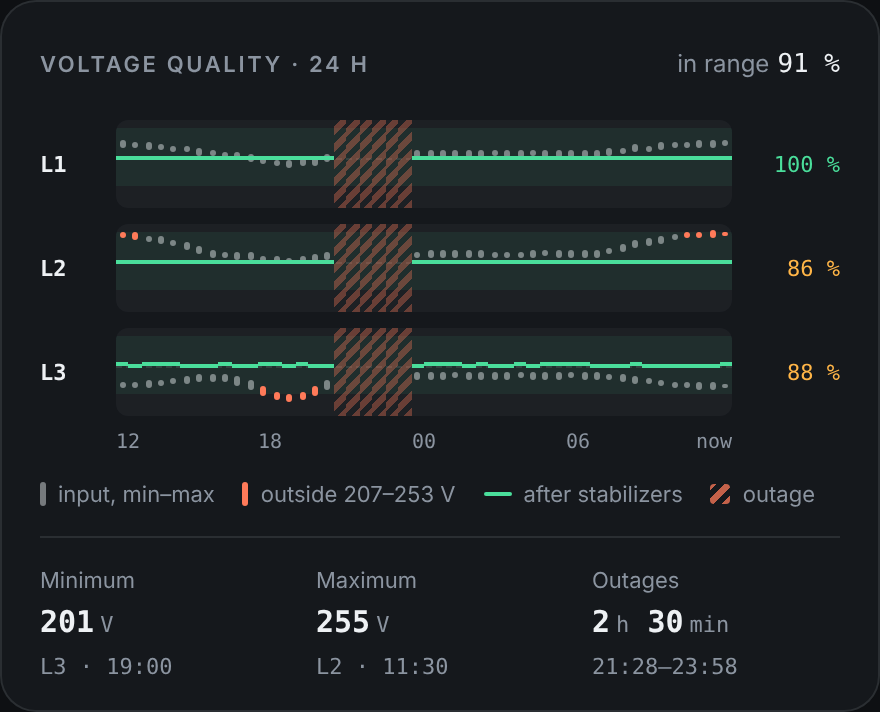 VOLTAGE QUALITY · 24 H
in range 91 %
L1
100 %
L2
86 %
L3
88 %
12 18 00 06 now
input, min–max outside 207–253 V after stabilizers outage
Minimum Maximum Outages
201 V 255 V 2 h 30 min
L3 · 19:00 L2 · 11:30 21:28–23:58